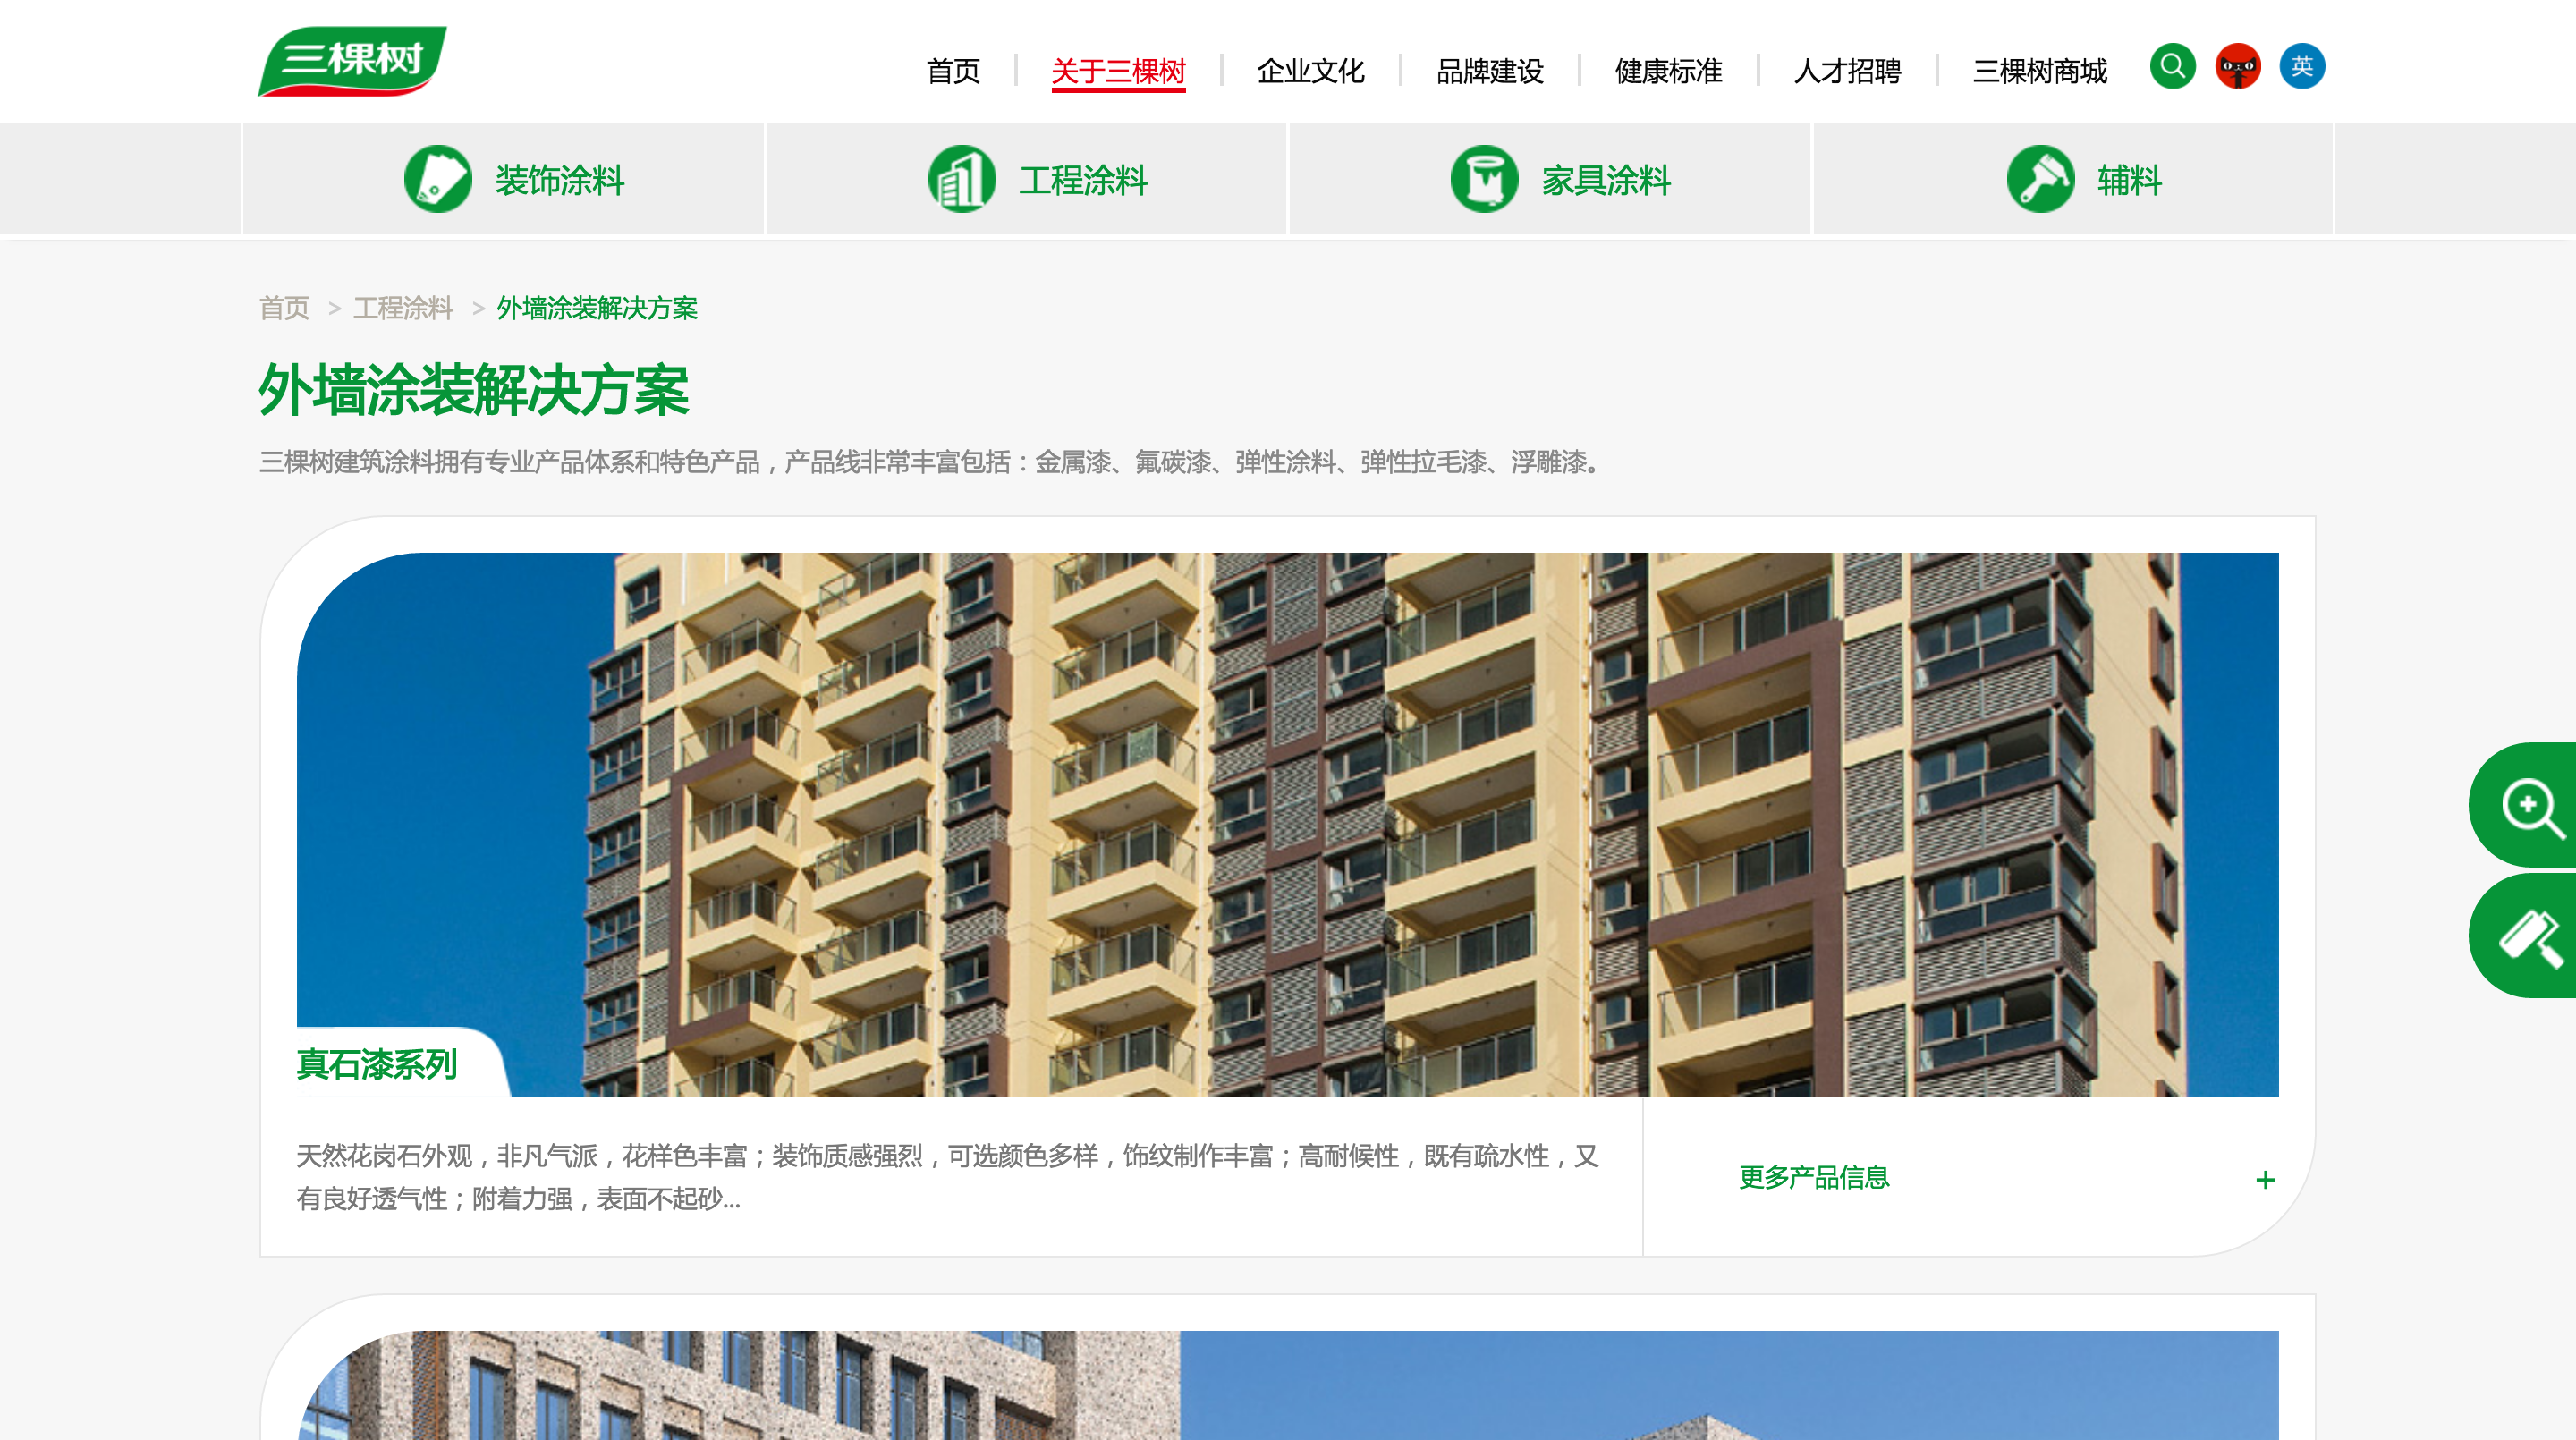 三棵树
首页
关于三棵树
企业文化
品牌建设
健康标准
人才招聘
三棵树商城
英
装饰涂料
工程涂料
家具涂料
辅料
首页 > 工程涂料 > 外墙涂装解决方案
外墙涂装解决方案
三棵树建筑涂料拥有专业产品体系和特色产品，产品线非常丰富包括：金属漆、氟碳漆、弹性涂料、弹性拉毛漆、浮雕漆。
真石漆系列
天然花岗石外观，非凡气派，花样色丰富；装饰质感强烈，可选颜色多样，饰纹制作丰富；高耐候性，既有疏水性，又
有良好透气性；附着力强，表面不起砂...
更多产品信息 +